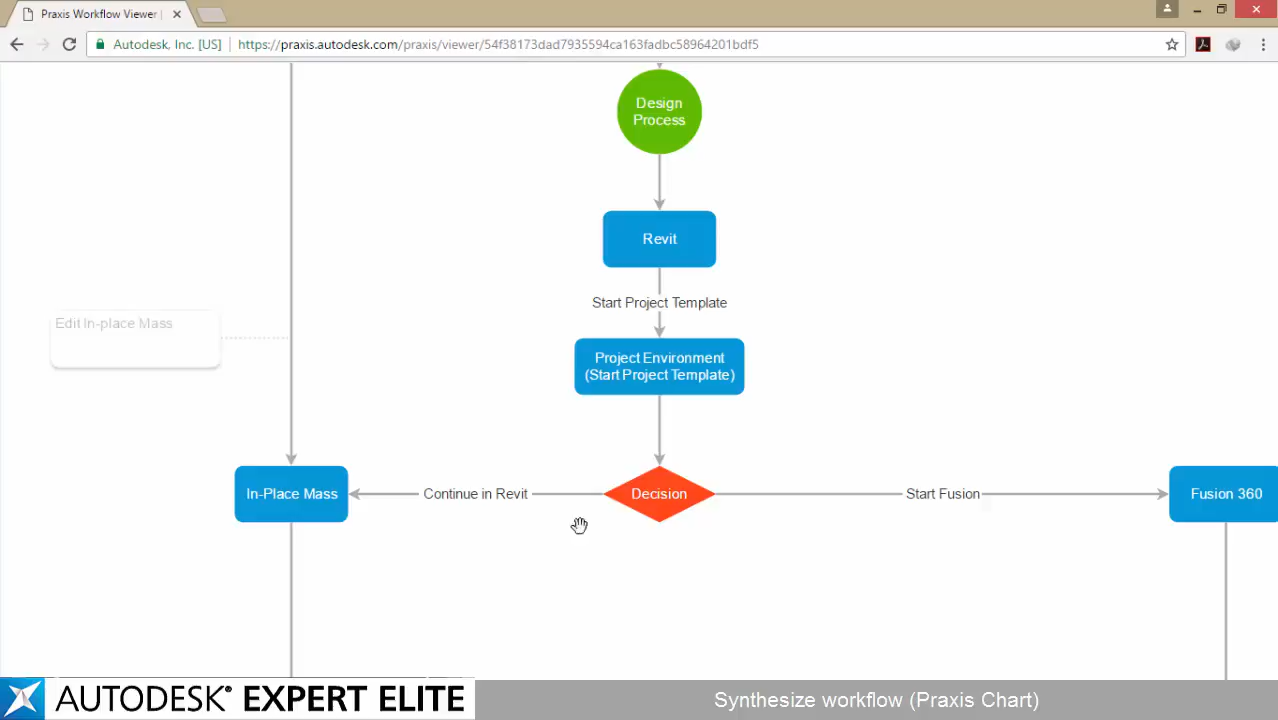 Praxis Workflow Viewer |
Autodesk, Inc. [US]
https://praxis.autodesk.com/praxis/viewer/54f38173dad7935594ca163fadbc58964201bdf5
Design
Process
Revit
Start Project Template
Edit In-place Mass
Project Environment
(Start Project Template)
In-Place Mass
Continue in Revit
Decision
Start Fusion
Fusion 360
AUTODESK® EXPERT ELITE
Synthesize workflow (Praxis Chart)